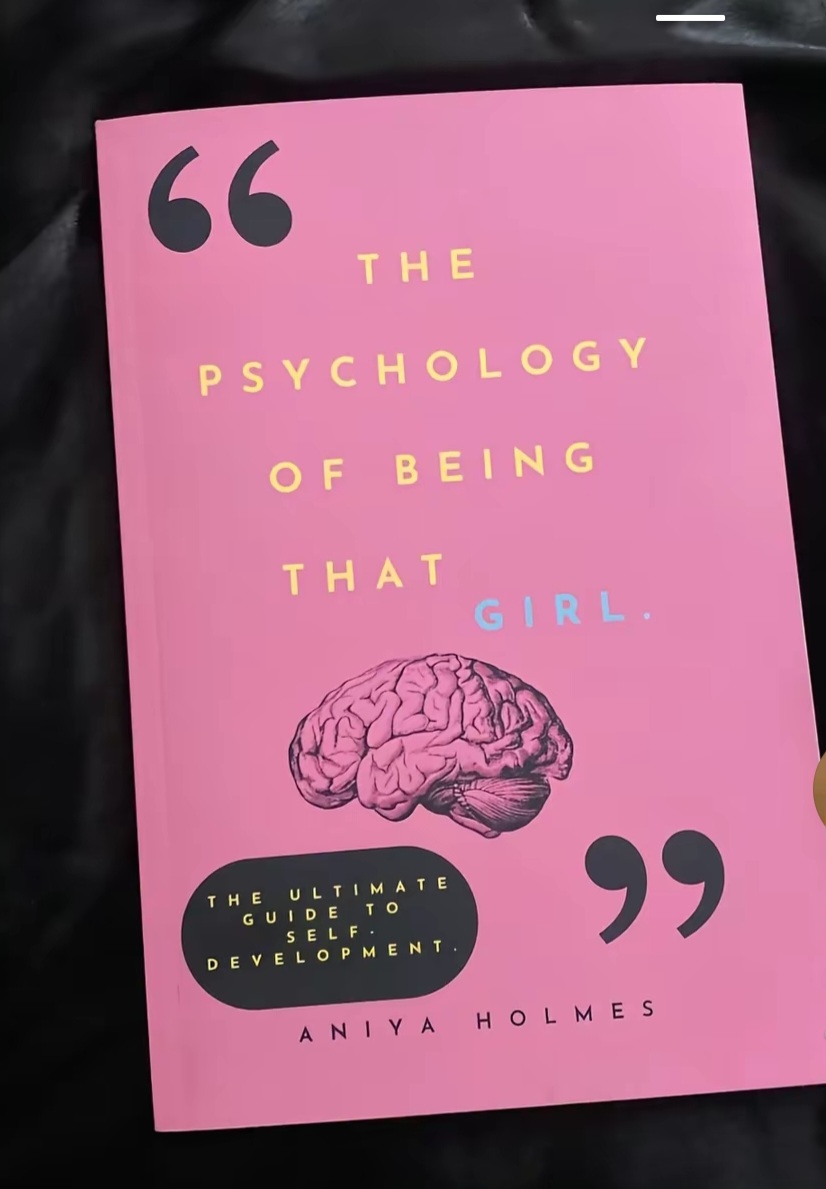 “
THE
PSYCHOLOGY
OF BEING
THAT
GIRL.
THE ULTIMATE
GUIDE TO
SELF-
DEVELOPMENT.
”
ANIYA HOLMES